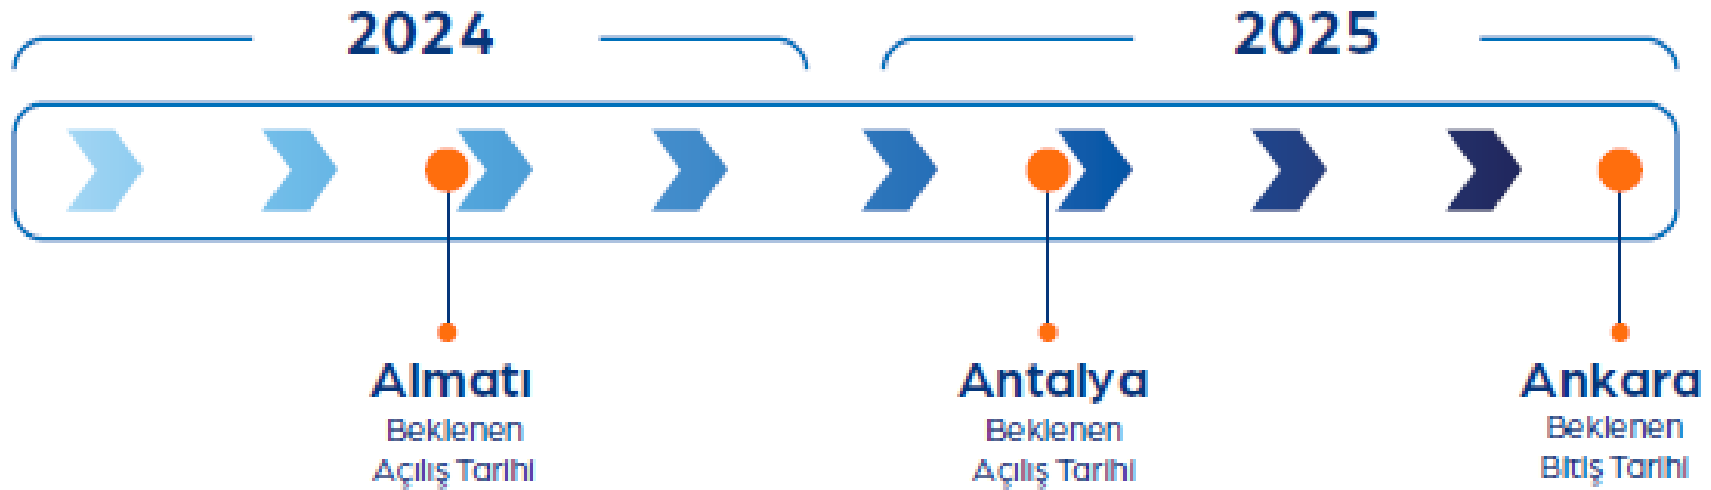 2024
2025
Almatı
Beklenen
Açılış Tarihi
Antalya
Beklenen
Açılış Tarihi
Ankara
Beklenen
Bitiş Tarihi